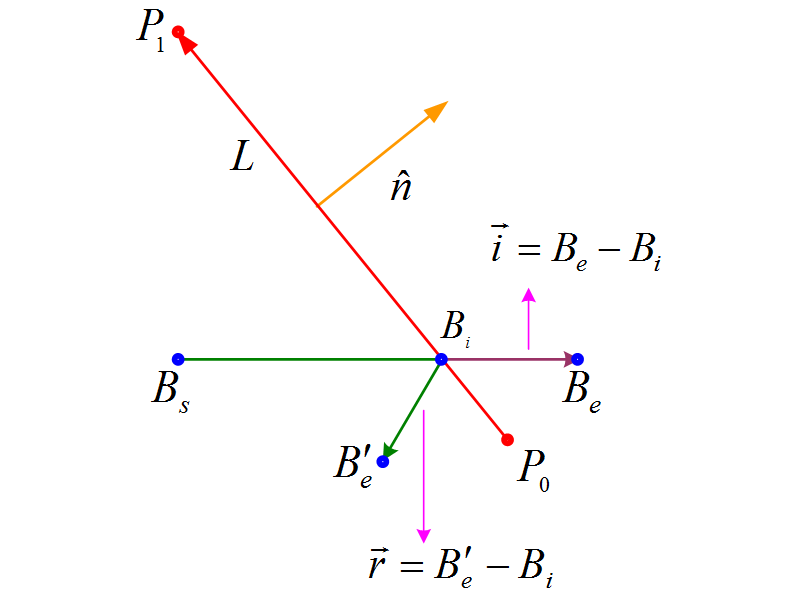 P₁
L
n̂
i⃗ = Bₑ − Bᵢ
Bᵢ
Bₛ
Bₑ
B′ₑ
P₀
r⃗ = B′ₑ − Bᵢ